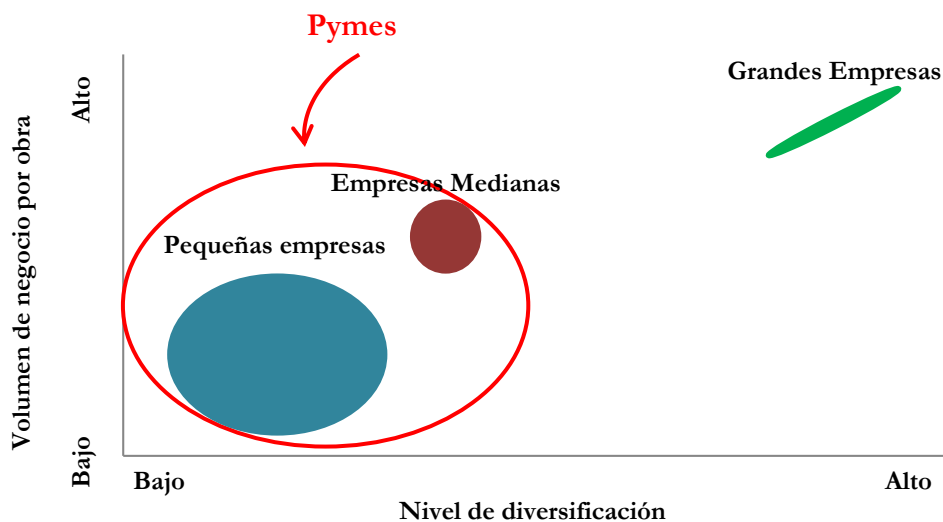 Pymes
Grandes Empresas
Alto
Empresas Medianas
Pequeñas empresas
Volumen de negocio por obra
Bajo
Bajo
Alto
Nivel de diversificación